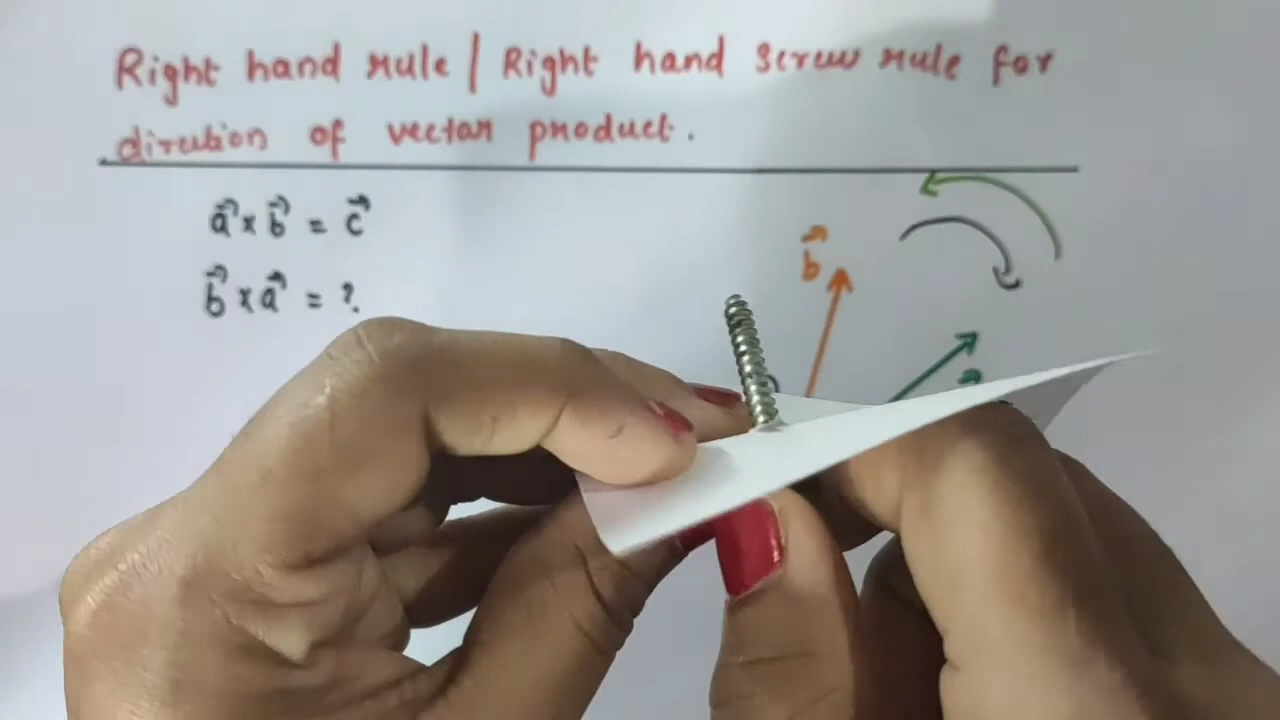 Right hand rule | Right hand screw rule for
direction of vector product.
a⃗ x b⃗ = c⃗
b⃗ x a⃗ = ?
b⃗